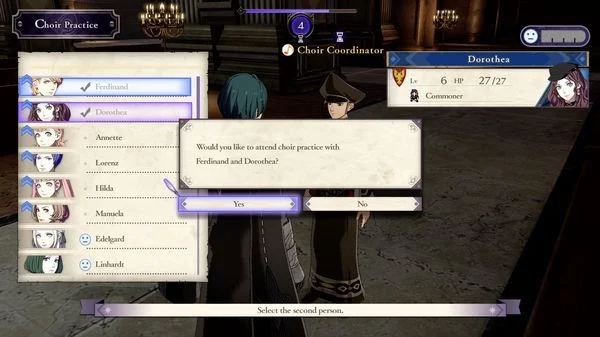 Choir Practice
4
Choir Coordinator
Dorothea
Lv 6 HP 27/27
Commoner
Ferdinand
Dorothea
Annette
Lorenz
Hilda
Manuela
Edelgard
Linhardt
Would you like to attend choir practice with
Ferdinand and Dorothea?
Yes
No
Select the second person.